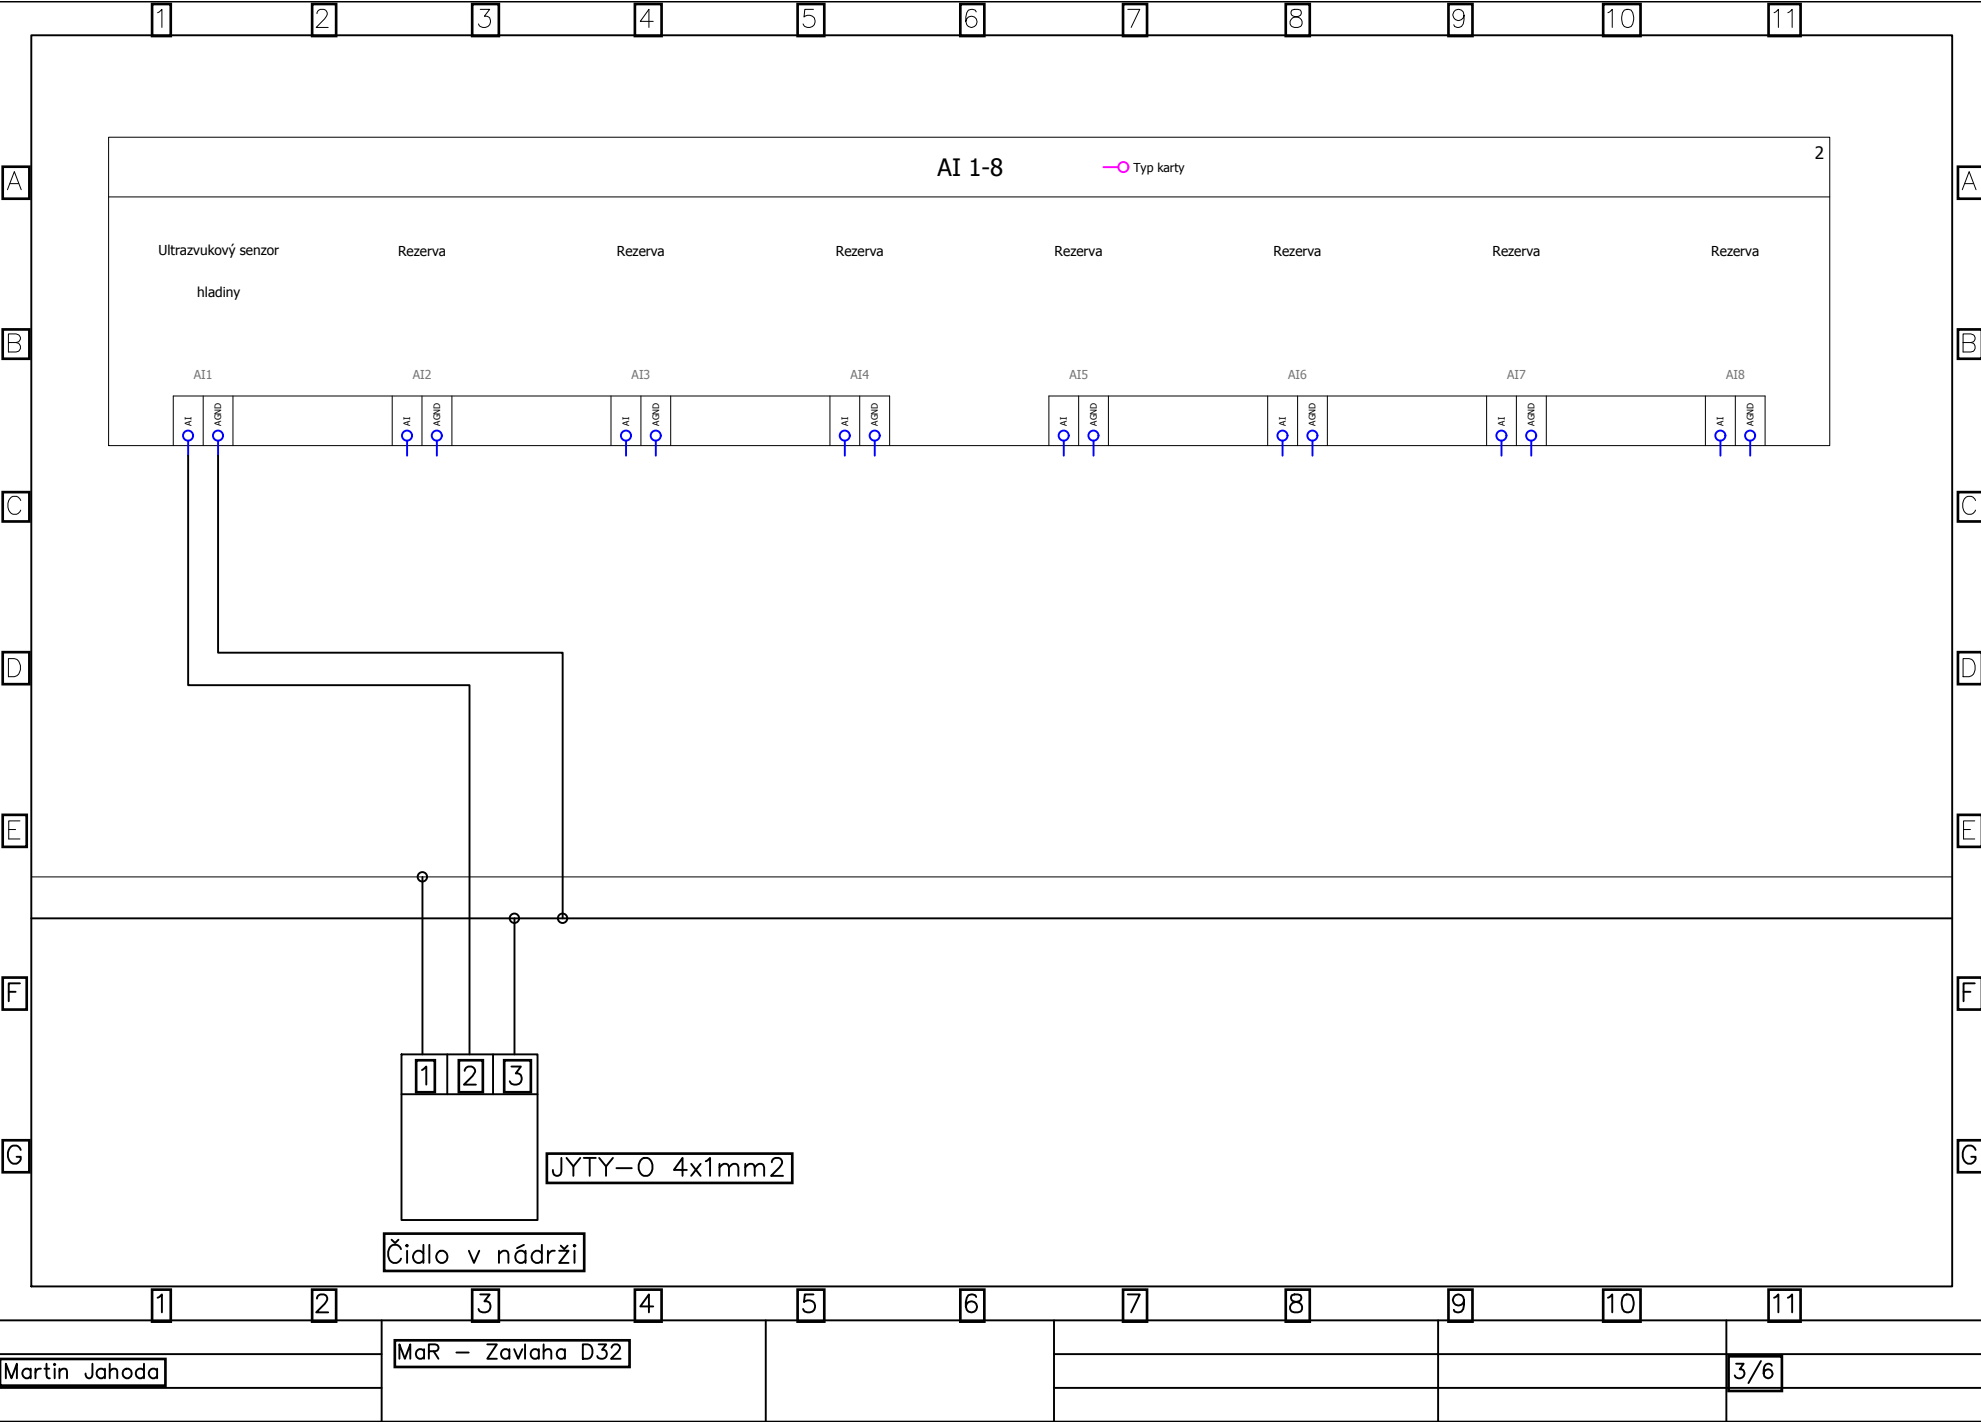 1 2 3 4 5 6 7 8 9 10 11
AI 1-8
Typ karty
2
A A
Ultrazvukový senzor
hladiny
Rezerva Rezerva Rezerva Rezerva Rezerva Rezerva Rezerva
B B
AI1 AI2 AI3 AI4 AI5 AI6 AI7 AI8
AI AGND AI AGND AI AGND AI AGND AI AGND AI AGND AI AGND AI AGND
C C
D D
E E
F F
1 2 3
G G
JYTY-O 4x1mm2
Čidlo v nádrži
1 2 3 4 5 6 7 8 9 10 11
MaR - Zavlaha D32
Martin Jahoda
3/6